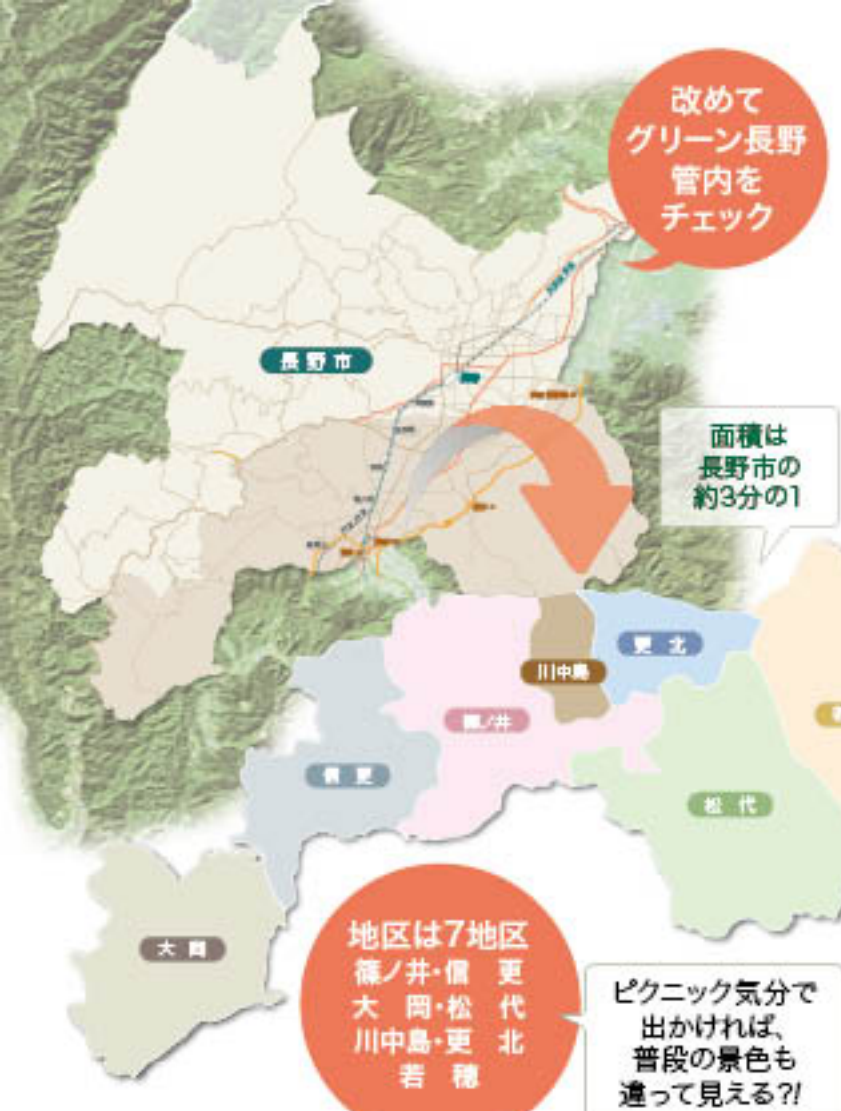 改めて
グリーン長野
管内を
チェック
長野市
面積は
長野市の
約3分の1
更 北
川中島
篠ノ井
信 更
松 代
大 岡
地区は7地区
篠ノ井・信 更
大 岡・松 代
川中島・更 北
若 穂
ピクニック気分で
出かければ、
普段の景色も
違って見える?!